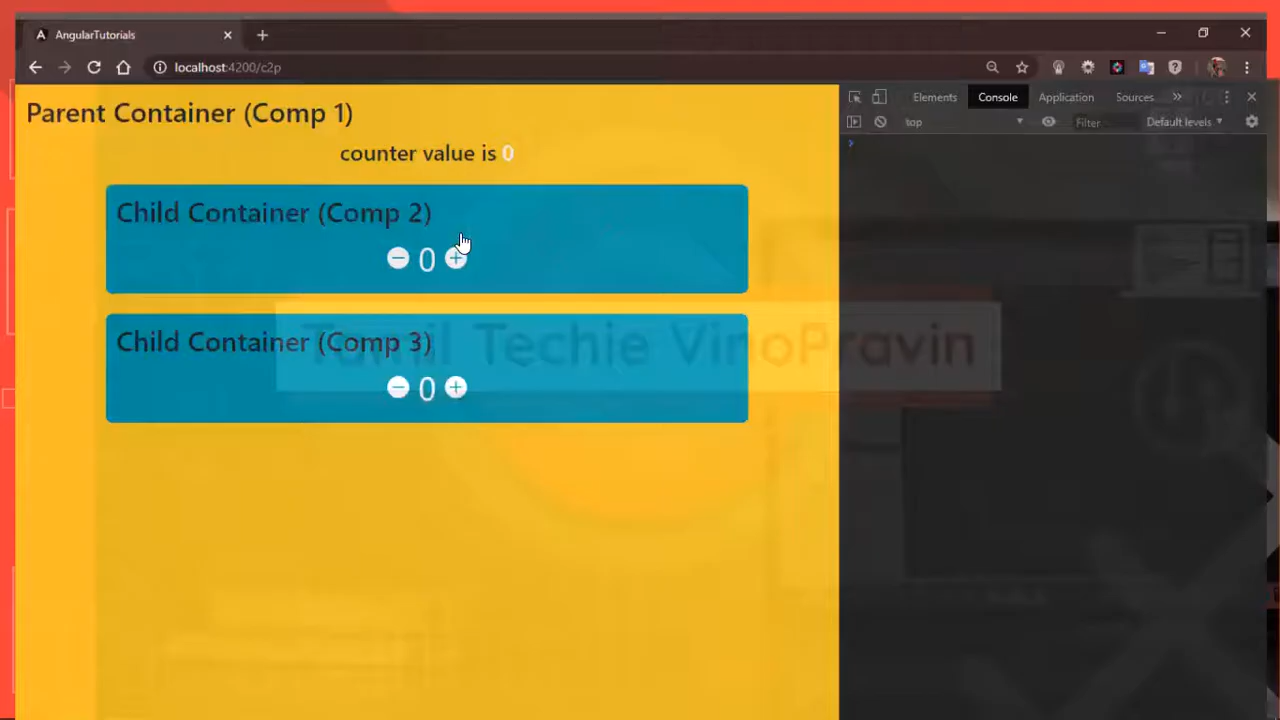 AngularTutorials
localhost:4200/c2p
Elements Console Application Sources
top Filter Default levels
Parent Container (Comp 1)
counter value is 0
Child Container (Comp 2)
0
Child Container (Comp 3)
0
Tamil Techie VinoPravin